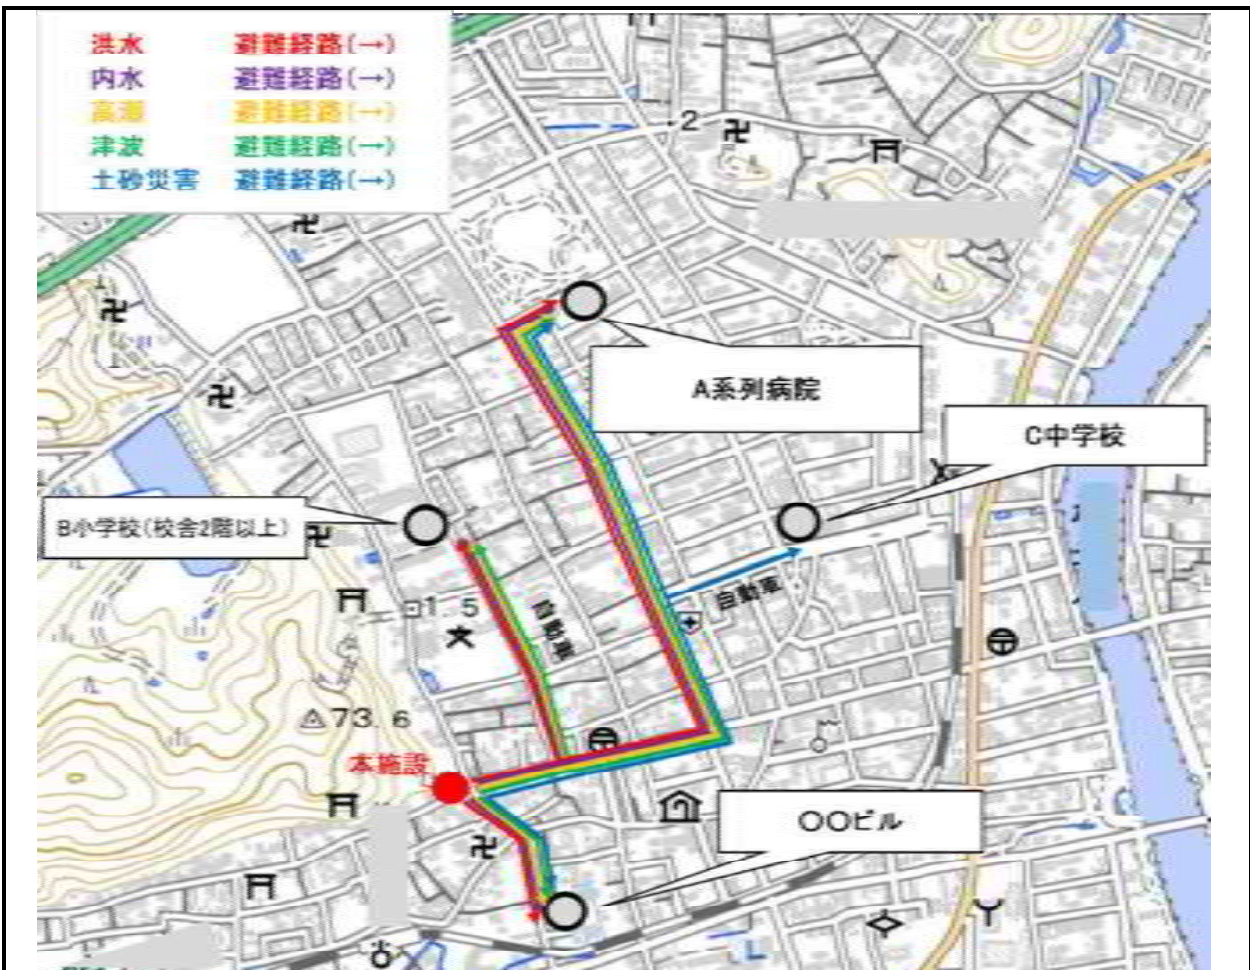 洪水 避難経路(→)
内水 避難経路(→)
高潮 避難経路(→)
津波 避難経路(→)
土砂災害 避難経路(→)
2
A系列病院
C中学校
B小学校(校舎2階以上)
1.5
自動車
自動車
73.6
本施設
〇〇ビル